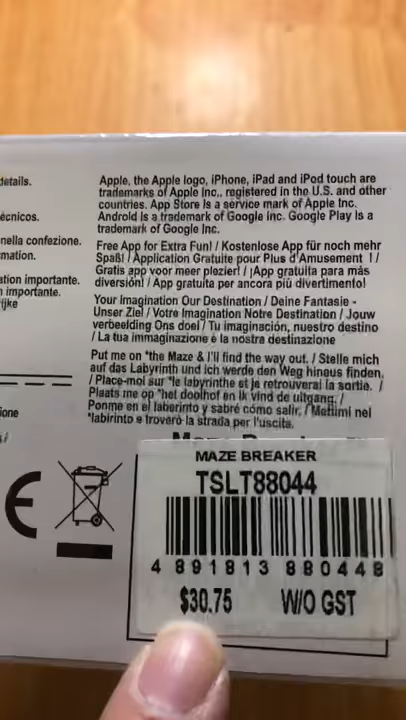 details.
écnicos.
nella confezione.
mation.
ation importante.
n importante.
rijke
ione
Apple, the Apple logo, iPhone, iPad and iPod touch are
trademarks of Apple Inc., registered in the U.S. and other
countries. App Store is a service mark of Apple Inc.
Android is a trademark of Google Inc. Google Play is a
trademark of Google Inc.
Free App for Extra Fun! / Kostenlose App für noch mehr
Spaß! / Application Gratuite pour Plus d'Amusement ! /
Gratis app voor meer plezier! / ¡App gratuita para más
diversión! / App gratuita per ancora più divertimento!
Your Imagination Our Destination / Deine Fantasie -
Unser Ziel / Votre Imagination Notre Destination / Jouw
verbeelding Ons doel / Tu imaginación, nuestro destino
/ La tua immaginazione è la nostra destinazione
Put me on *the Maze & I'll find the way out. / Stelle mich
auf das Labyrinth und ich werde den Weg hinaus finden.
/ Place-moi sur *le labyrinthe et je retrouverai la sortie. /
Plaats me op *het doolhof en ik vind de uitgang. /
Ponme en el laberinto y sabré cómo salir. / Mettimi nel
*labirinto e troverò la strada per l'uscita.
CE
MAZE BREAKER
TSLT88044
4 891813 880448
$30.75 W/O GST